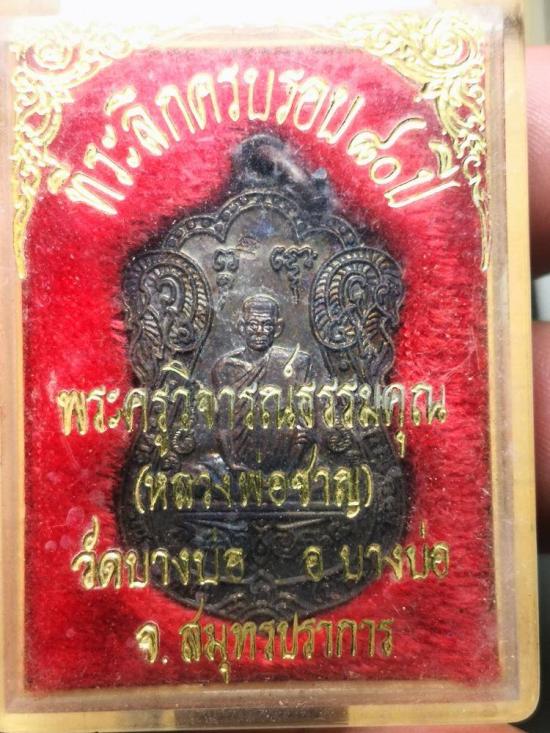 ที่ระลึกครบรอบ ๘๐ ปี
พระครูวิจารณ์ธรรมคุณ
(หลวงพ่อชาญ)
วัดบางบ่อ อ.บางบ่อ
จ. สมุทรปราการ